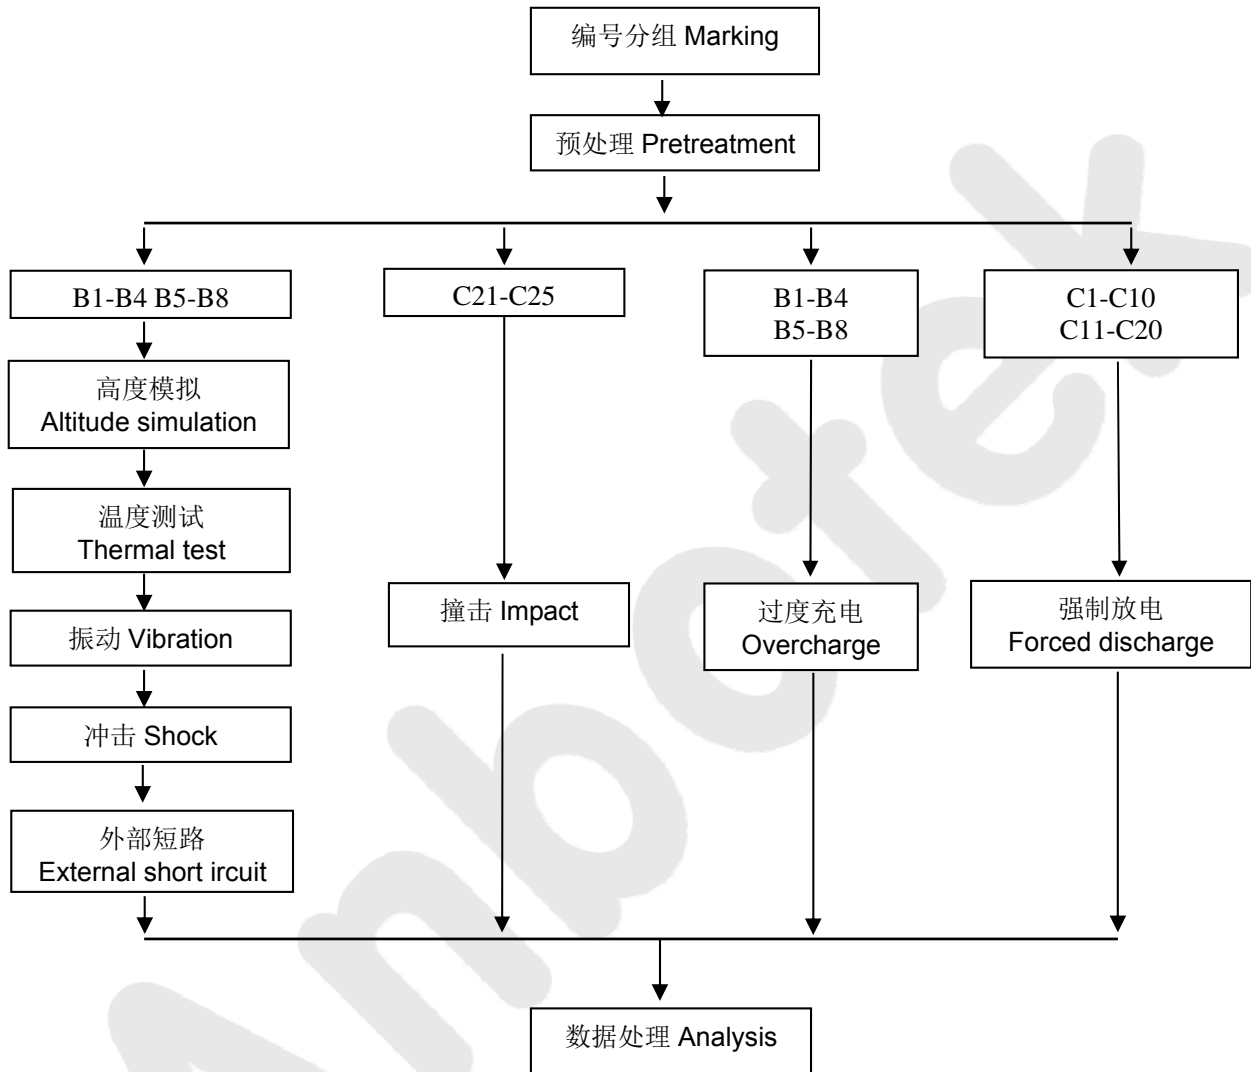 编号分组 Marking
预处理 Pretreatment
B1-B4 B5-B8
C21-C25
B1-B4
B5-B8
C1-C10
C11-C20
高度模拟
Altitude simulation
温度测试
Thermal test
振动 Vibration
冲击 Shock
外部短路
External short ircuit
撞击 Impact
过度充电
Overcharge
强制放电
Forced discharge
数据处理 Analysis
Anbotek